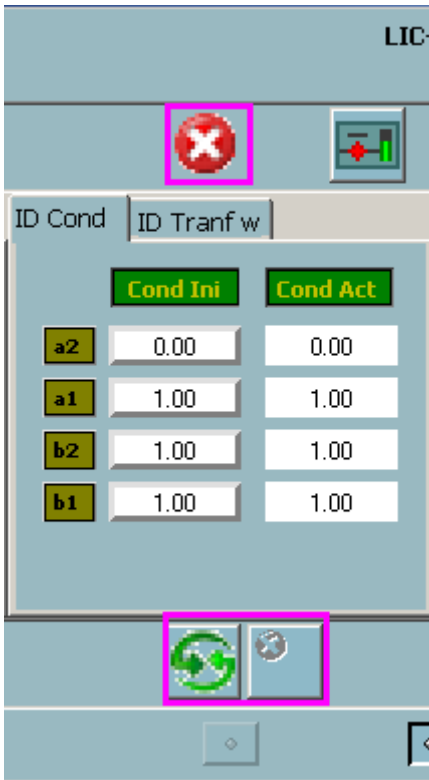 LIC-
ID Cond ID Tranf w
Cond Ini Cond Act
a2 0.00 0.00
a1 1.00 1.00
b2 1.00 1.00
b1 1.00 1.00